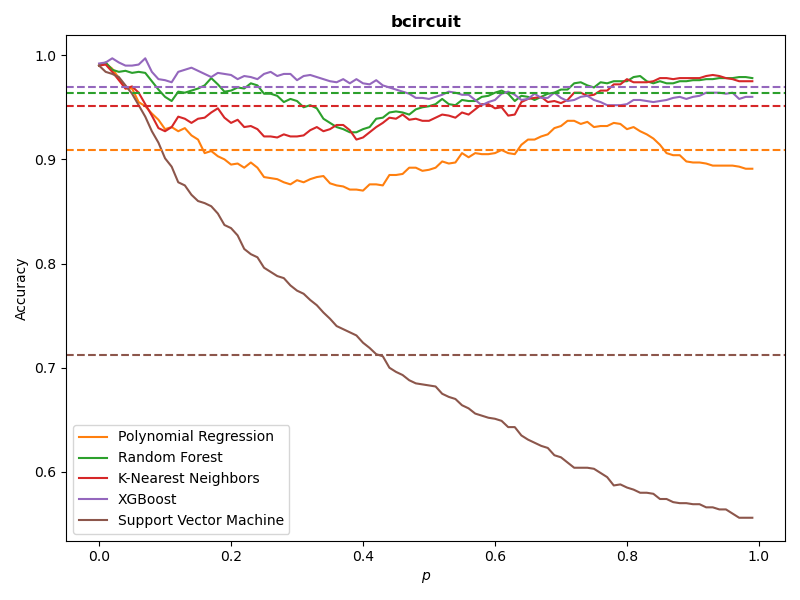 bcircuit
1.0
0.9
0.8
0.7
0.6
Accuracy
Polynomial Regression
Random Forest
K-Nearest Neighbors
XGBoost
Support Vector Machine
0.0 0.2 0.4 0.6 0.8 1.0
p